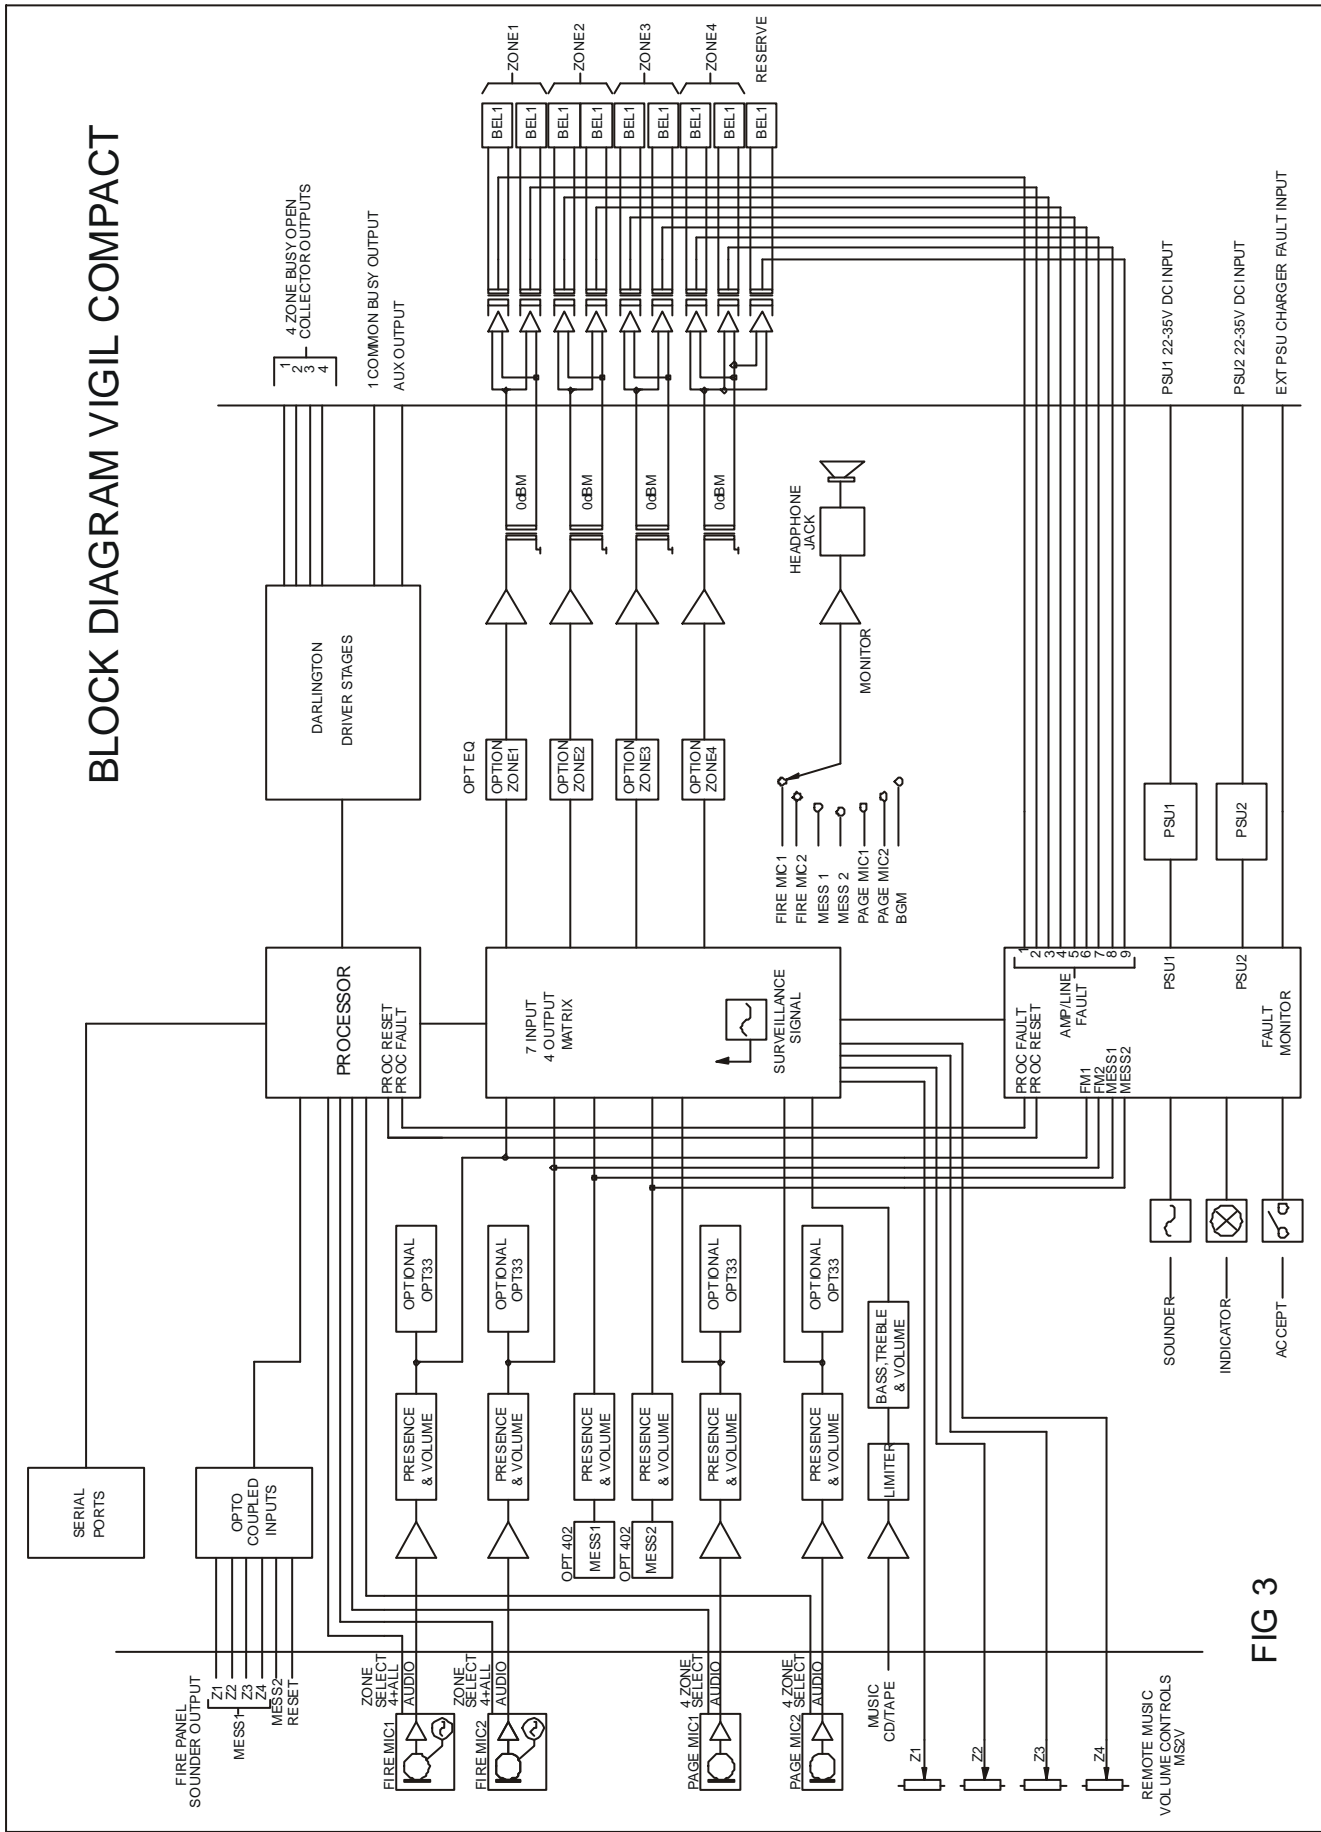 BLOCK DIAGRAM VIGIL COMPACT
SERIAL
PORTS
FIRE PANEL
SOUNDER OUTPUT
Z1
Z2
Z3
Z4
MESS1
MESS2
RESET
OPTO
COUPLED
INPUTS
PROCESSOR
PROC RESET
PROC FAULT
DARLINGTON
DRIVER STAGES
1
2
3
4
4 ZONE BUSY OPEN
COLLECTOR OUTPUTS
1 COMMON BUSY OUTPUT
AUX OUTPUT
FIRE MIC1
ZONE
SELECT
4+ALL
AUDIO
PRESENCE
& VOLUME
OPTIONAL
OPT33
FIRE MIC2
ZONE
SELECT
4+ALL
AUDIO
PRESENCE
& VOLUME
OPTIONAL
OPT33
OPT 402
MESS1
PRESENCE
& VOLUME
OPT 402
MESS2
PRESENCE
& VOLUME
PAGE MIC1
4 ZONE
SELECT
AUDIO
PRESENCE
& VOLUME
OPTIONAL
OPT33
PAGE MIC2
4 ZONE
SELECT
AUDIO
PRESENCE
& VOLUME
OPTIONAL
OPT33
MUSIC
CD/TAPE
LIMITER
BASS,TREBLE
& VOLUME
7 INPUT
4 OUTPUT
MATRIX
SURVEILLANCE
SIGNAL
OPT EQ
OPTION
ZONE1
OPTION
ZONE2
OPTION
ZONE3
OPTION
ZONE4
0dBM
0dBM
0dBM
0dBM
BEL1
BEL1
BEL1
BEL1
BEL1
BEL1
BEL1
BEL1
BEL1
ZONE1
ZONE2
ZONE3
ZONE4
RESERVE
FIRE MIC1
FIRE MIC2
MESS 1
MESS 2
PAGE MIC1
PAGE MIC2
BGM
MONITOR
HEADPHONE
JACK
Z1
Z2
Z3
Z4
REMOTE MUSIC
VOLUME CONTROLS
MS2V
PROC FAULT
PROC RESET
FM1
FM2
MESS1
MESS2
1
2
3
4
5
6
7
8
9
AMP/LINE
FAULT
PSU1
PSU2
FAULT
MONITOR
SOUNDER
INDICATOR
ACCEPT
PSU1
PSU2
PSU1 22-35V DC INPUT
PSU2 22-35V DC INPUT
EXT PSU CHARGER FAULT INPUT
FIG 3